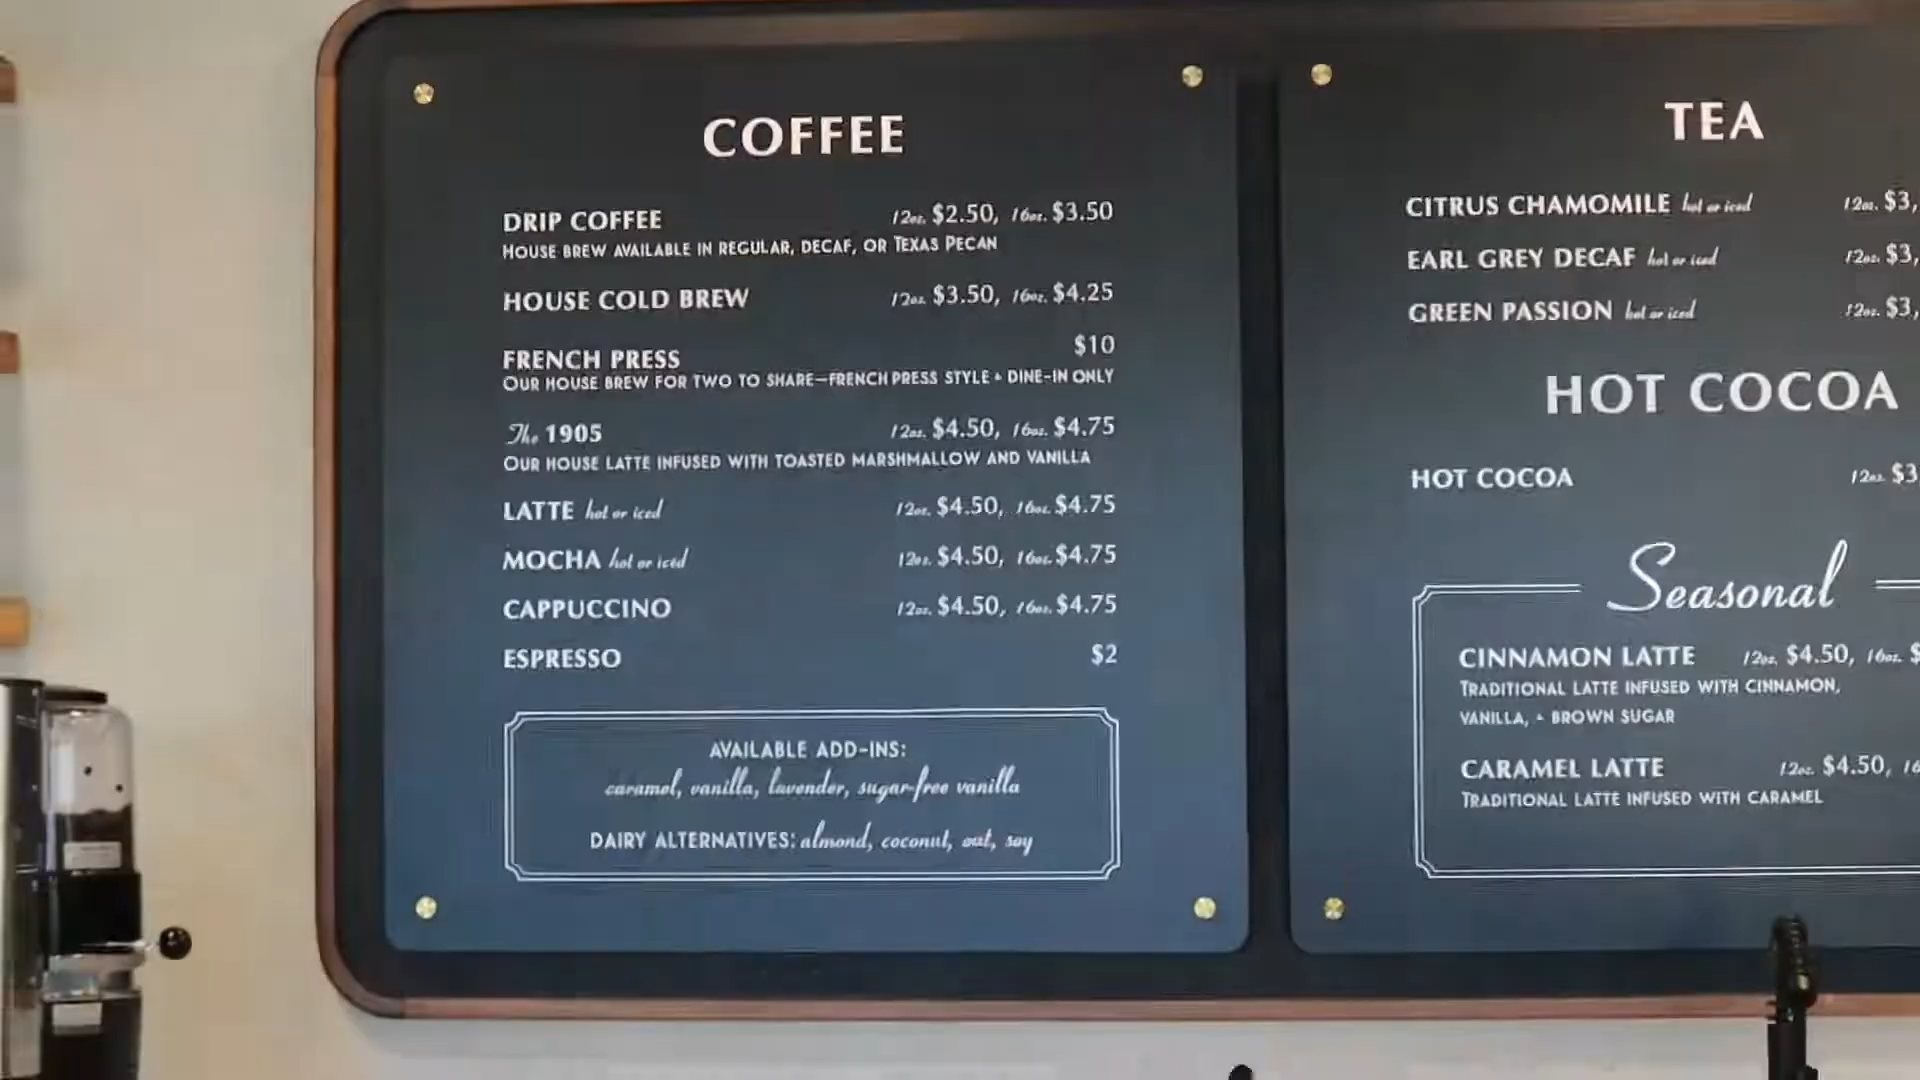 COFFEE
DRIP COFFEE 12oz. $2.50, 16oz. $3.50
HOUSE BREW AVAILABLE IN REGULAR, DECAF, OR TEXAS PECAN
HOUSE COLD BREW 12oz. $3.50, 16oz. $4.25
FRENCH PRESS $10
OUR HOUSE BREW FOR TWO TO SHARE—FRENCH PRESS STYLE & DINE-IN ONLY
The 1905 12oz. $4.50, 16oz. $4.75
OUR HOUSE LATTE INFUSED WITH TOASTED MARSHMALLOW AND VANILLA
LATTE hot or iced 12oz. $4.50, 16oz. $4.75
MOCHA hot or iced 12oz. $4.50, 16oz. $4.75
CAPPUCCINO 12oz. $4.50, 16oz. $4.75
ESPRESSO $2
AVAILABLE ADD-INS:
caramel, vanilla, lavender, sugar-free vanilla
DAIRY ALTERNATIVES: almond, coconut, oat, soy
TEA
CITRUS CHAMOMILE hot or iced 12oz. $3,
EARL GREY DECAF hot or iced 12oz. $3,
GREEN PASSION hot or iced 12oz. $3,
HOT COCOA
HOT COCOA 12oz. $3
Seasonal
CINNAMON LATTE 12oz. $4.50, 16oz. $
TRADITIONAL LATTE INFUSED WITH CINNAMON,
VANILLA, & BROWN SUGAR
CARAMEL LATTE 12oz. $4.50, 16
TRADITIONAL LATTE INFUSED WITH CARAMEL